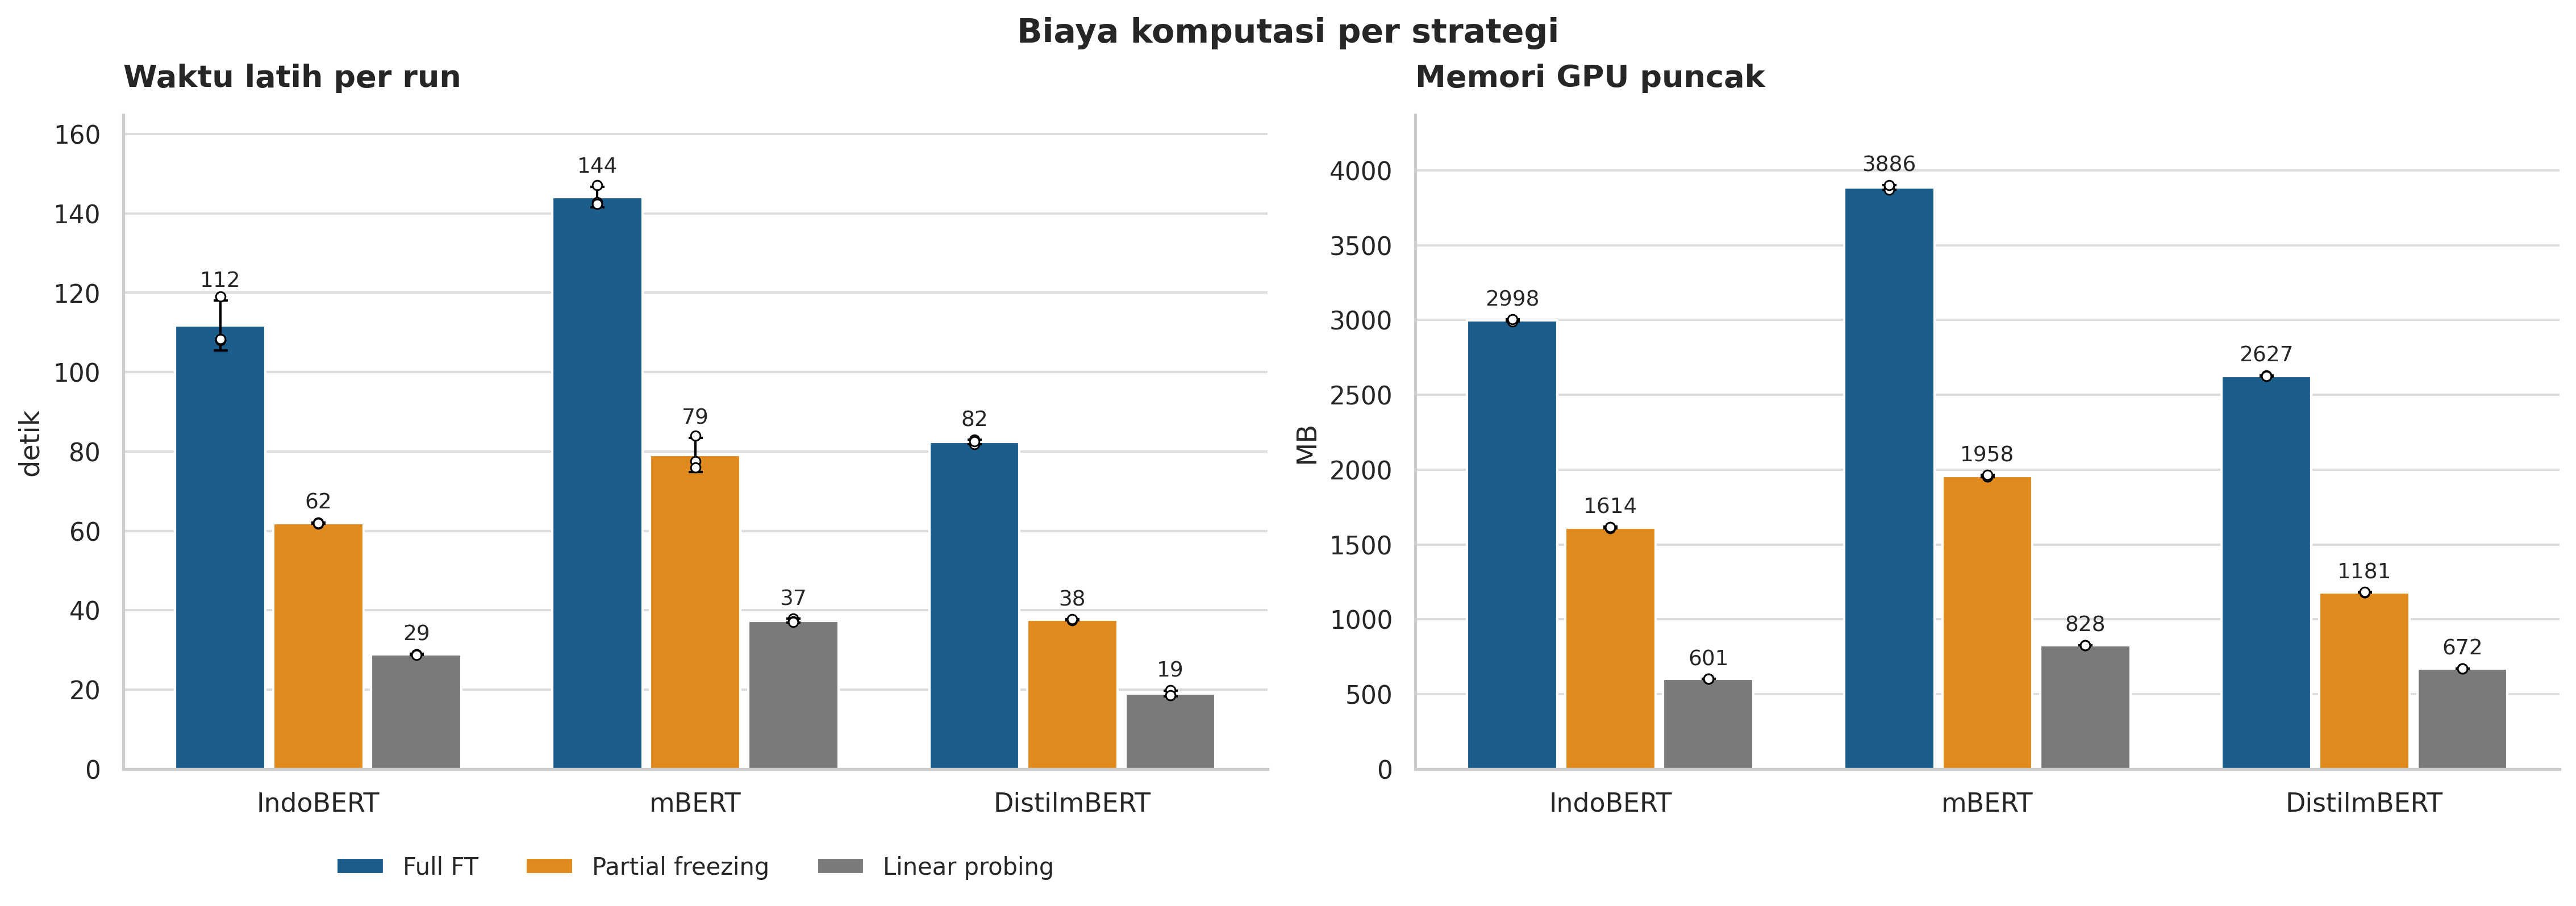 Biaya komputasi per strategi
Waktu latih per run
detik
160
140
120
100
80
60
40
20
0
112
62
29
144
79
37
82
38
19
IndoBERT
mBERT
DistilmBERT
Memori GPU puncak
MB
4000
3500
3000
2500
2000
1500
1000
500
0
2998
1614
601
3886
1958
828
2627
1181
672
IndoBERT
mBERT
DistilmBERT
Full FT
Partial freezing
Linear probing